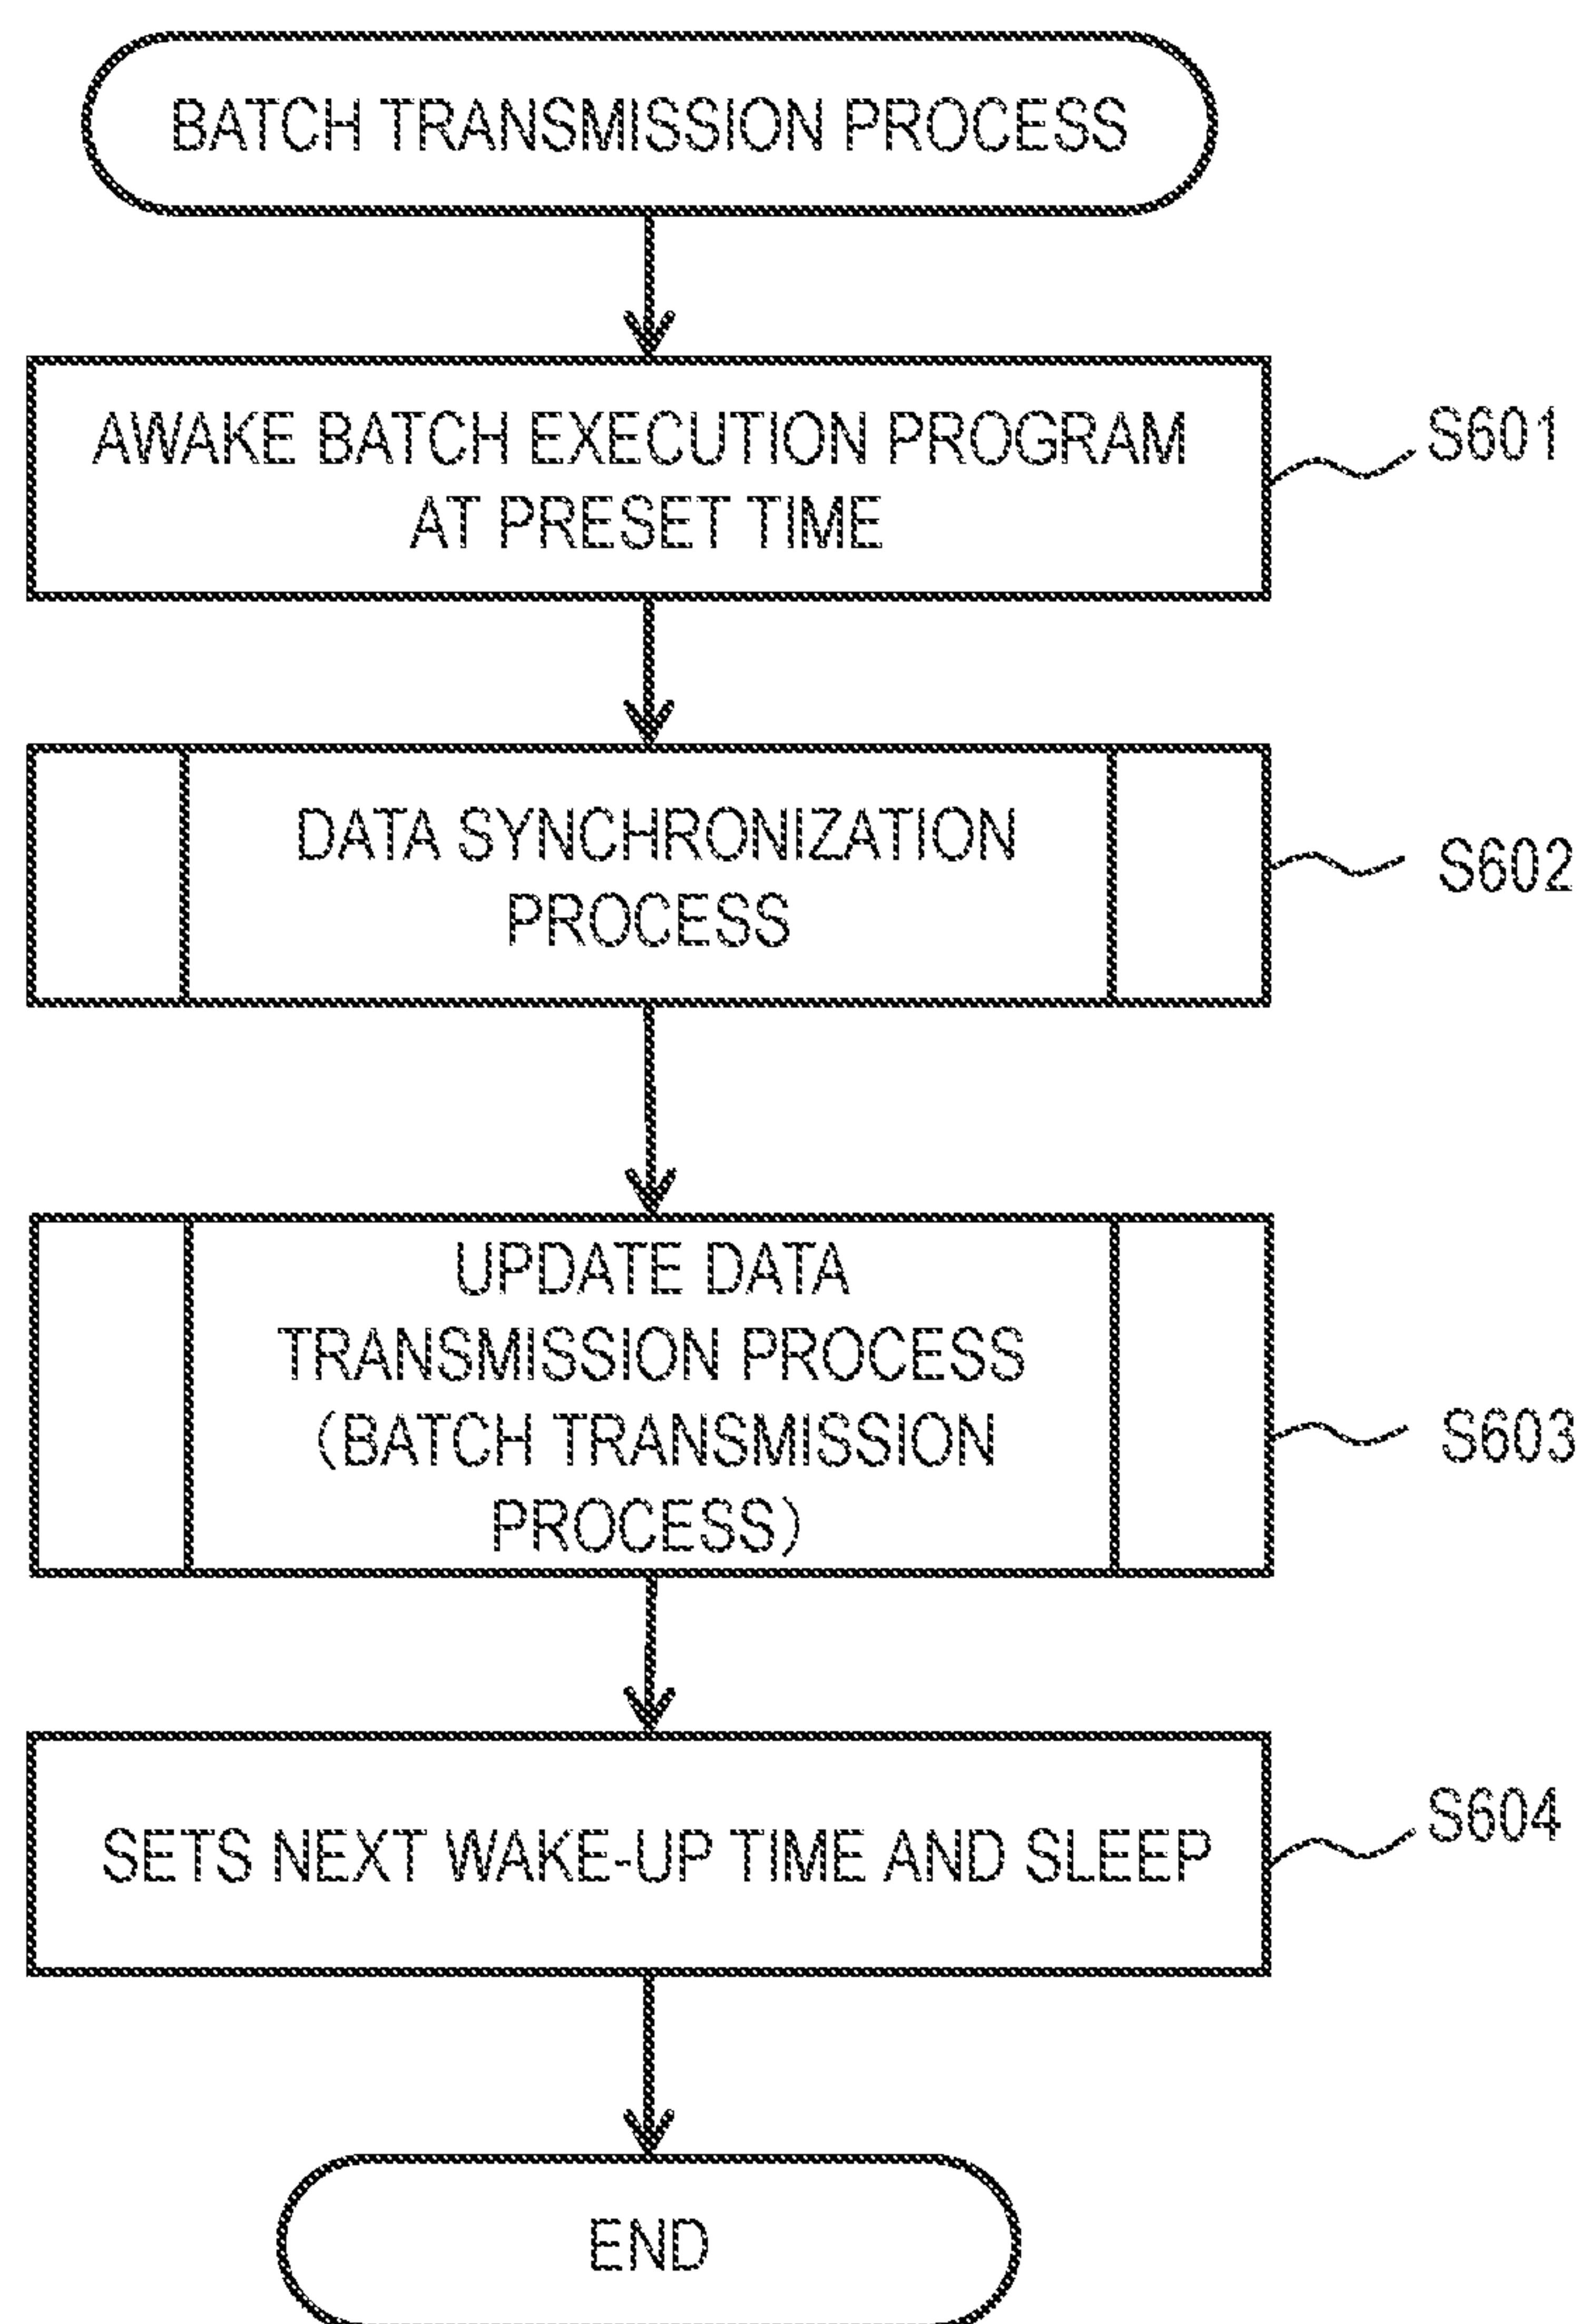 BATCH TRANSMISSION PROCESS
AWAKE BATCH EXECUTION PROGRAM
AT PRESET TIME
S601
DATA SYNCHRONIZATION
PROCESS
S602
UPDATE DATA
TRANSMISSION PROCESS
(BATCH TRANSMISSION
PROCESS)
S603
SETS NEXT WAKE-UP TIME AND SLEEP
S604
END